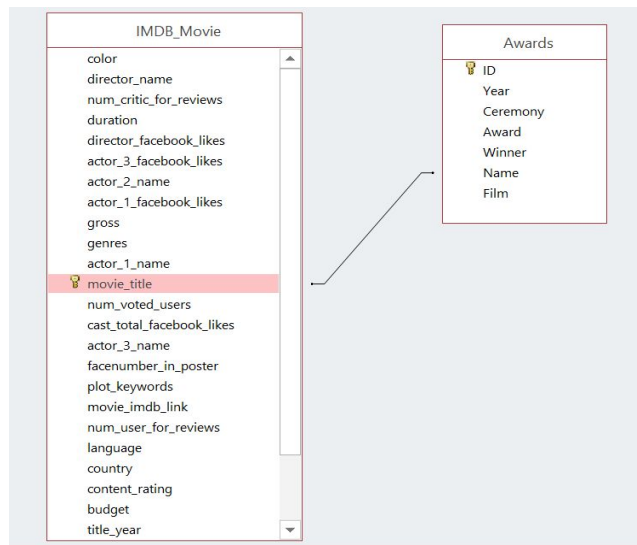 IMDB_Movie
color
director_name
num_critic_for_reviews
duration
director_facebook_likes
actor_3_facebook_likes
actor_2_name
actor_1_facebook_likes
gross
genres
actor_1_name
movie_title
num_voted_users
cast_total_facebook_likes
actor_3_name
facenumber_in_poster
plot_keywords
movie_imdb_link
num_user_for_reviews
language
country
content_rating
budget
title_year
Awards
ID
Year
Ceremony
Award
Winner
Name
Film